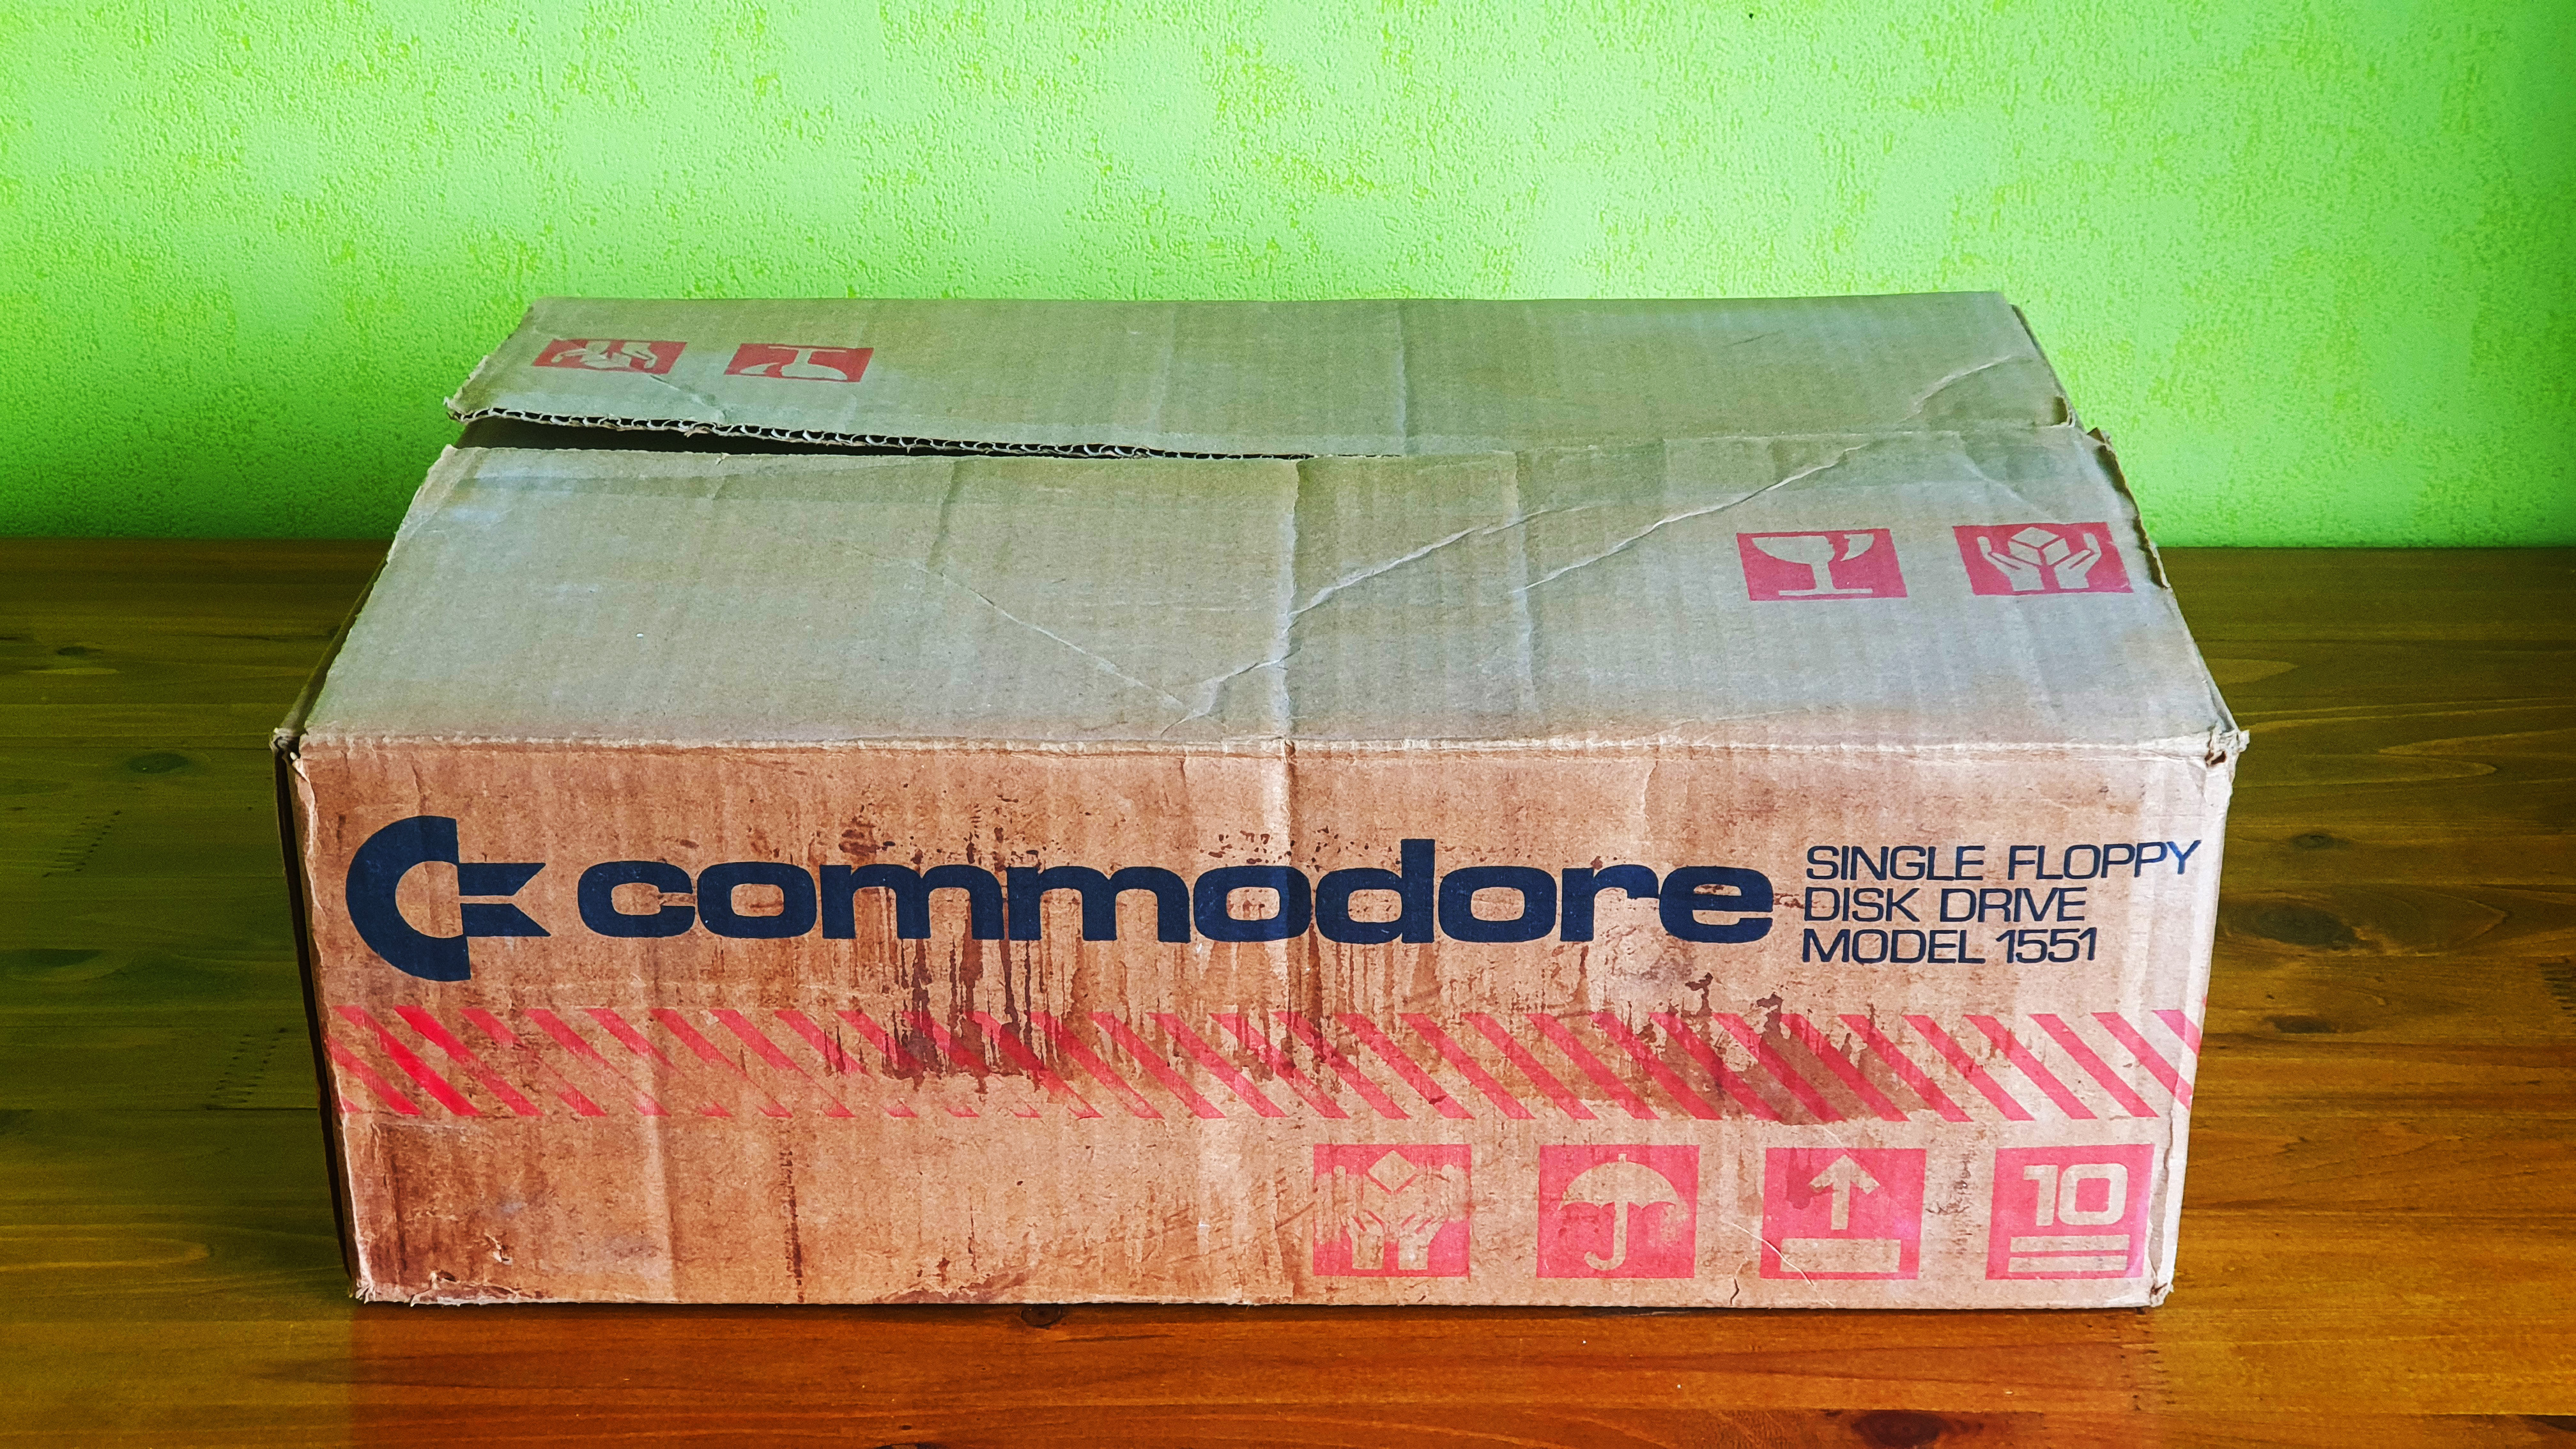 commodore
SINGLE FLOPPY
DISK DRIVE
MODEL 1551
10